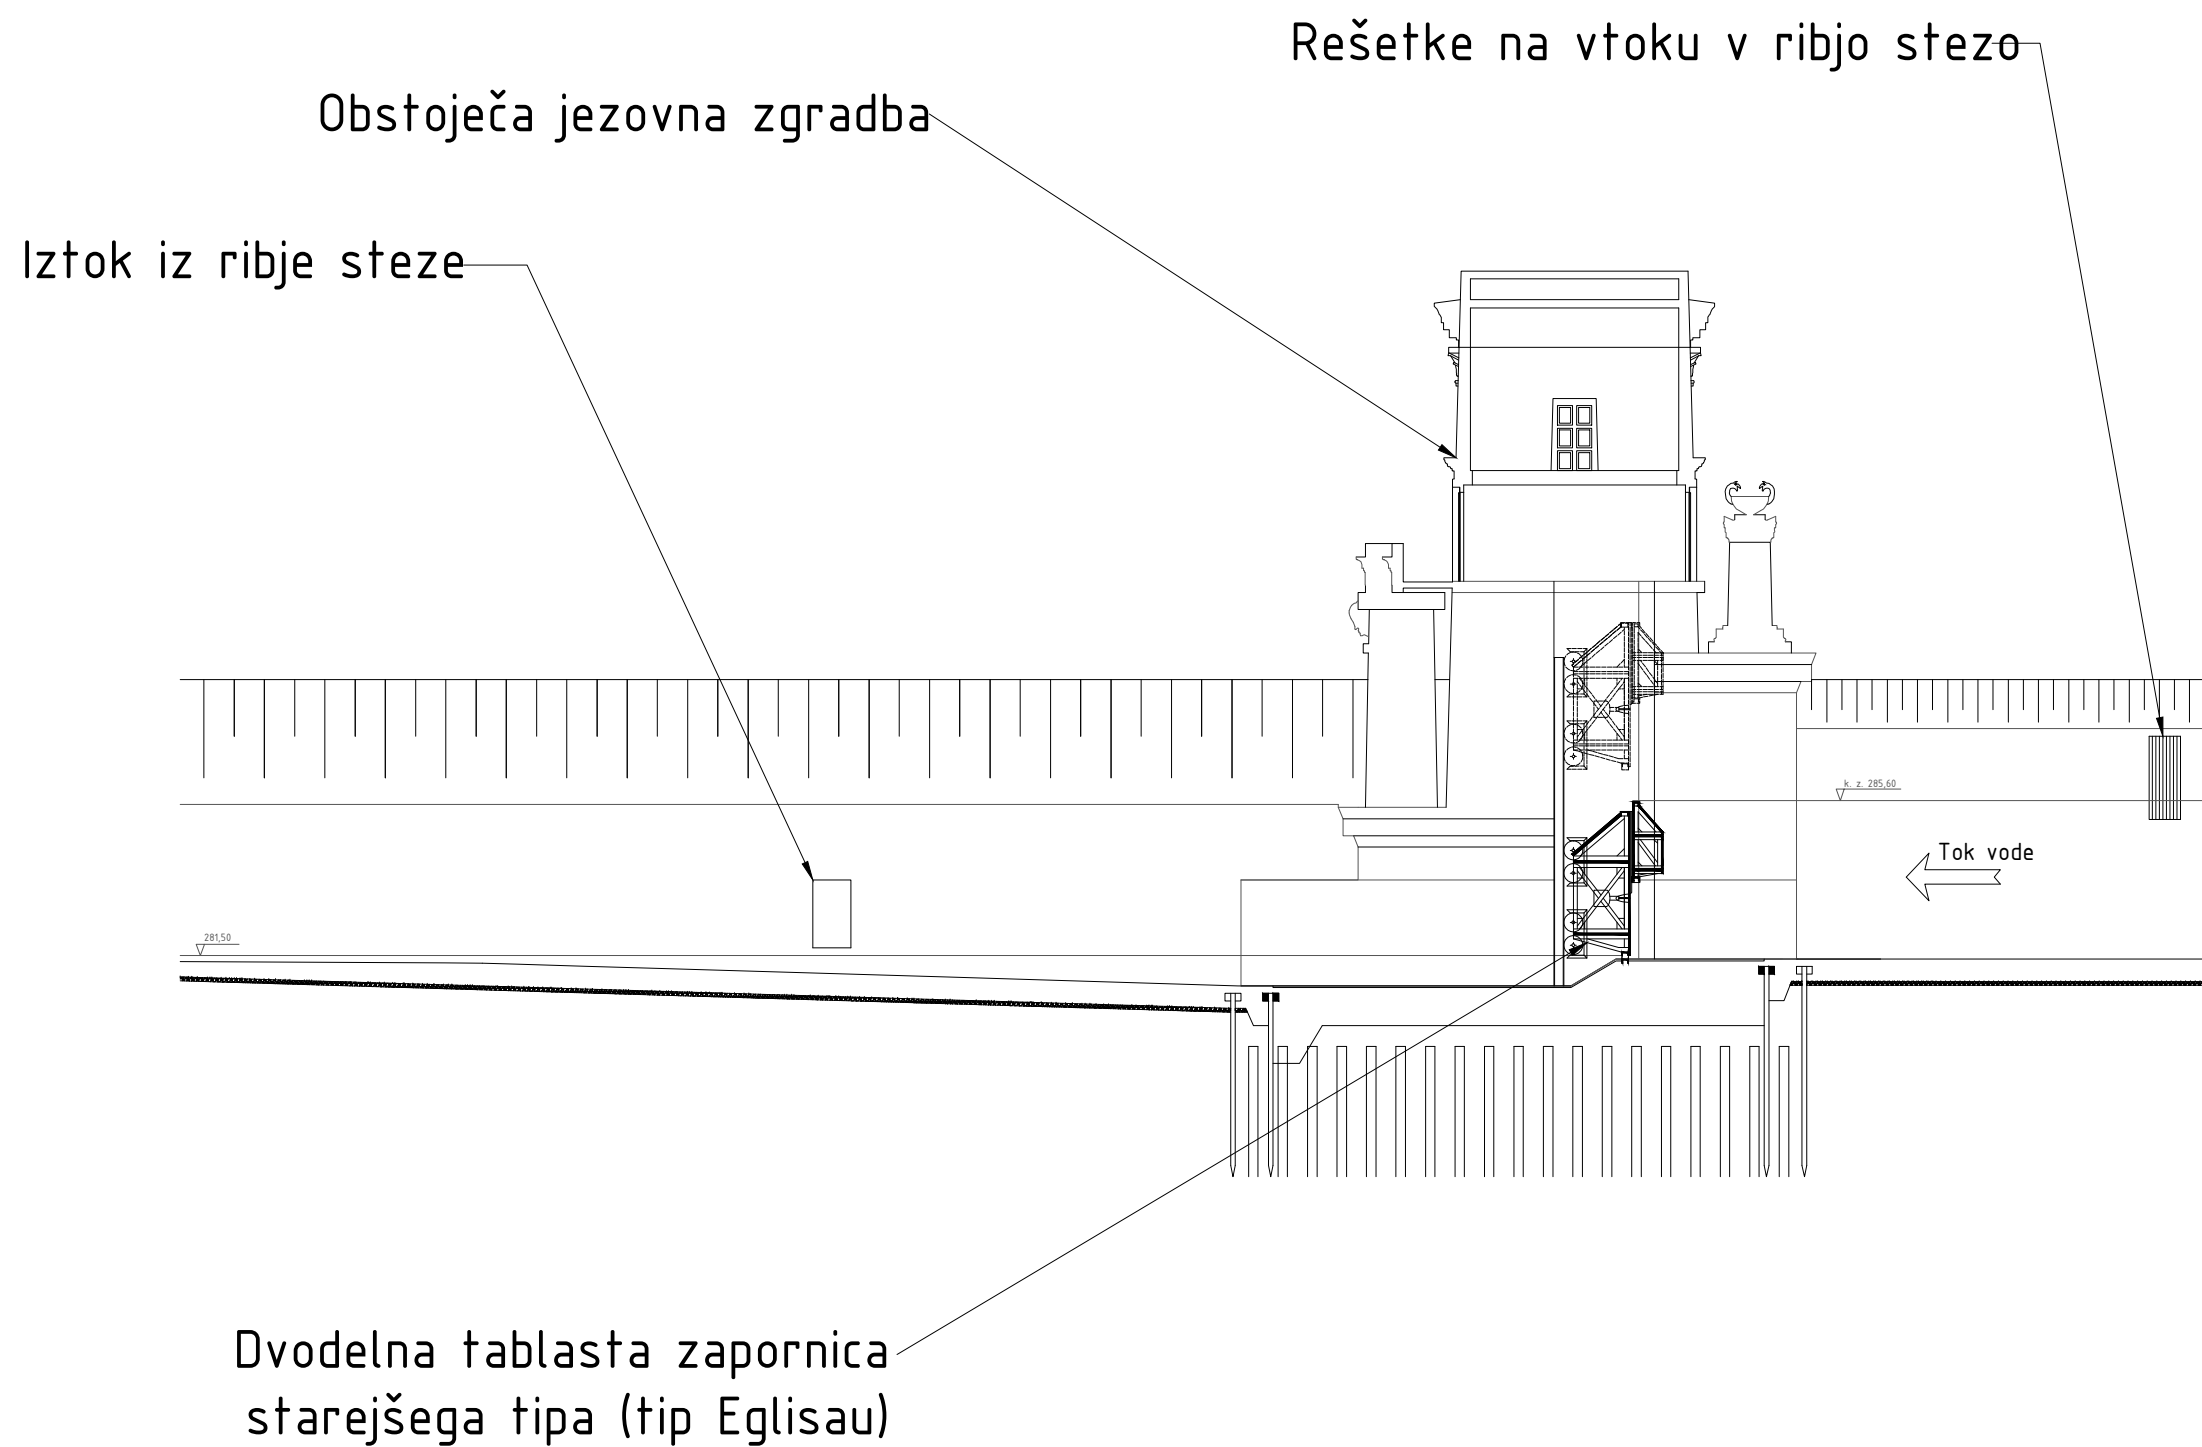 Rešetke na vtoku v ribjo stezo
Obstoječa jezovna zgradba
Iztok iz ribje steze
k. z. 285,60
Tok vode
281,50
Dvodelna tablasta zapornica
starejšega tipa (tip Eglisau)